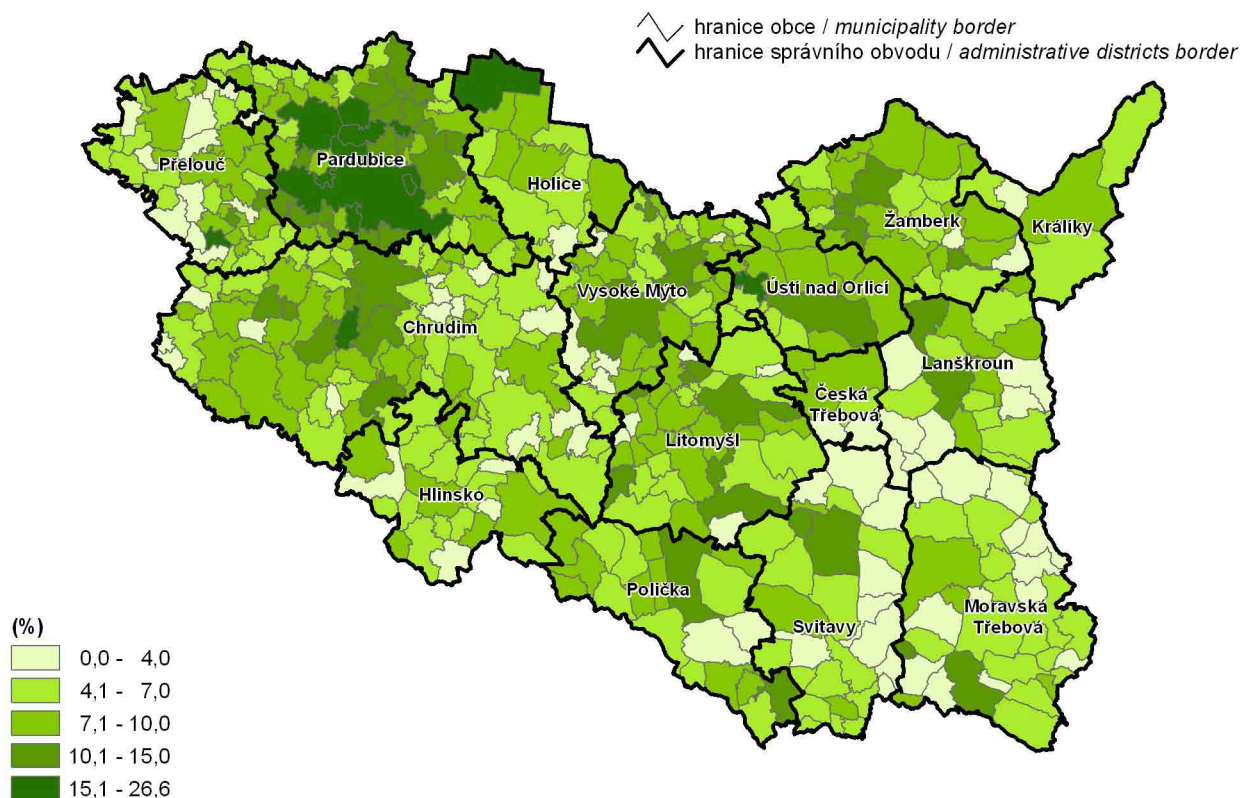 hranice obce / municipality border
hranice správního obvodu / administrative districts border
Přelouč
Pardubice
Holice
Žamberk
Králíky
Vysoké Mýto
Ústí nad Orlicí
Chrudim
Lanškroun
Česká
Třebová
Litomyšl
Hlinsko
Polička
Svitavy
Moravská
Třebová
(%)
0,0 - 4,0
4,1 - 7,0
7,1 - 10,0
10,1 - 15,0
15,1 - 26,6